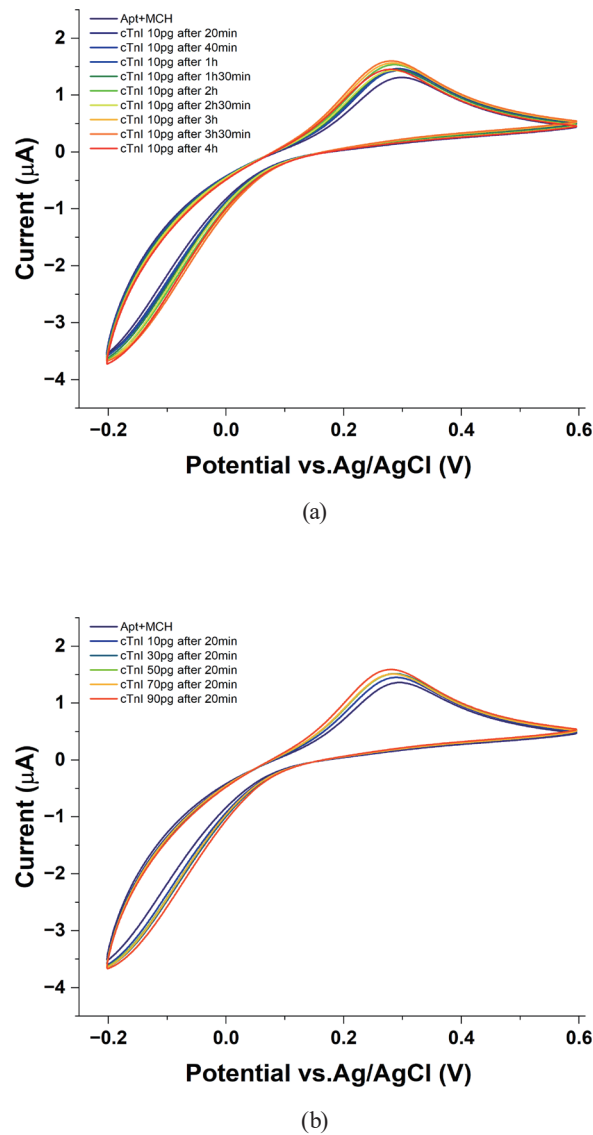 Apt+MCH
cTnI 10pg after 20min
cTnI 10pg after 40min
cTnI 10pg after 1h
cTnI 10pg after 1h30min
cTnI 10pg after 2h
cTnI 10pg after 2h30min
cTnI 10pg after 3h
cTnI 10pg after 3h30min
cTnI 10pg after 4h
2
1
0
−1
−2
−3
−4
Current (μA)
−0.2 0.0 0.2 0.4 0.6
Potential vs.Ag/AgCl (V)
(a)
Apt+MCH
cTnI 10pg after 20min
cTnI 30pg after 20min
cTnI 50pg after 20min
cTnI 70pg after 20min
cTnI 90pg after 20min
2
1
0
−1
−2
−3
−4
Current (μA)
−0.2 0.0 0.2 0.4 0.6
Potential vs.Ag/AgCl (V)
(b)